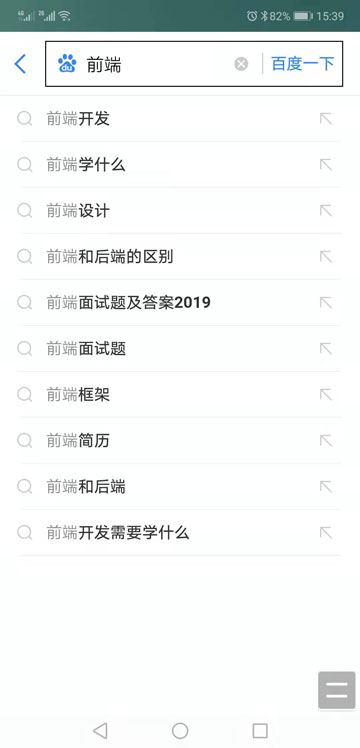 4G 2G 82% 15:39
du 前端 百度一下
前端开发
前端学什么
前端设计
前端和后端的区别
前端面试题及答案2019
前端面试题
前端框架
前端简历
前端和后端
前端开发需要学什么